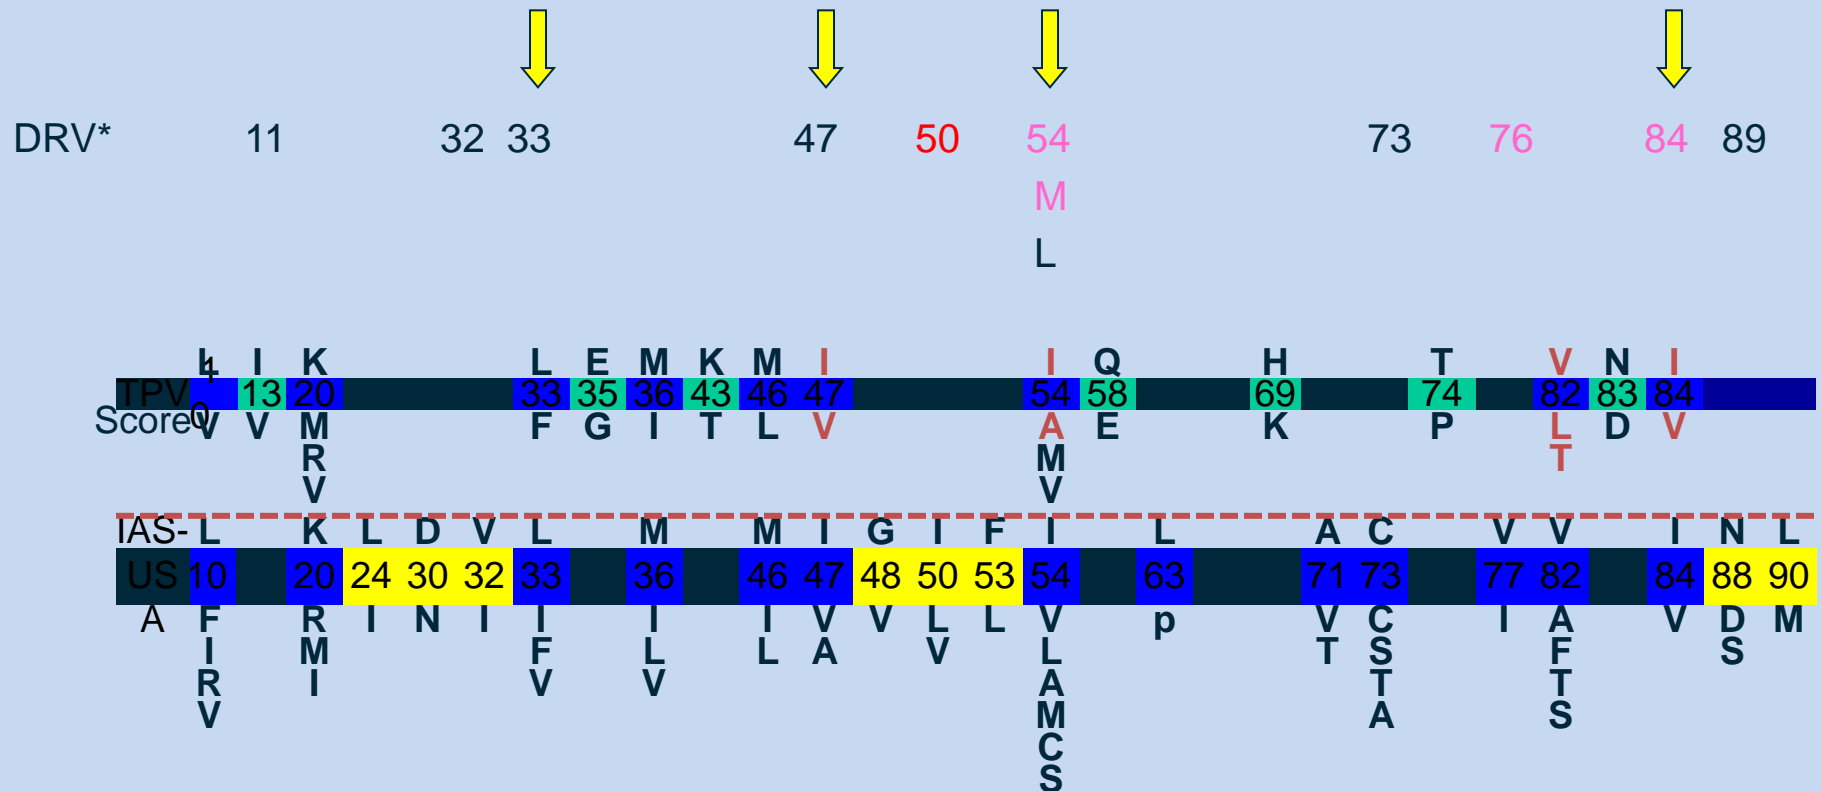 DRV* 11 32 33 47 50 54 73 76 84 89
M
L
L I K L E M K M I I Q H T V N I
TPV 10 13 20 33 35 36 43 46 47 54 58 69 74 82 83 84
Score V V M F G I T L V A E K P L D V
R M T
V V
IAS- L K L D V L M M I G I F I L A C V V I N L
US 10 20 24 30 32 33 36 46 47 48 50 53 54 63 71 73 77 82 84 88 90
A F R I N I I I I V V L L V p V C I A V D M
I M F L L A V L T S F S
R I V V A T T
V M A S
C
S